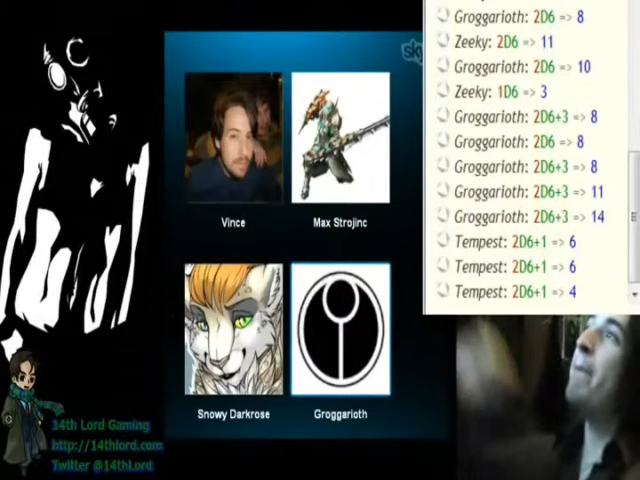 Groggarioth: 2D6 => 8
Zeeky: 2D6 => 11
Groggarioth: 2D6 => 10
Zeeky: 1D6 => 3
Groggarioth: 2D6+3 => 8
Groggarioth: 2D6 => 8
Groggarioth: 2D6+3 => 8
Groggarioth: 2D6+3 => 11
Groggarioth: 2D6+3 => 14
Tempest: 2D6+1 => 6
Tempest: 2D6+1 => 6
Tempest: 2D6+1 => 4
sky
Vince
Max Strojinc
Snowy Darkrose
Groggarioth
14th Lord Gaming
http://14thlord.com
Twitter @14thLord